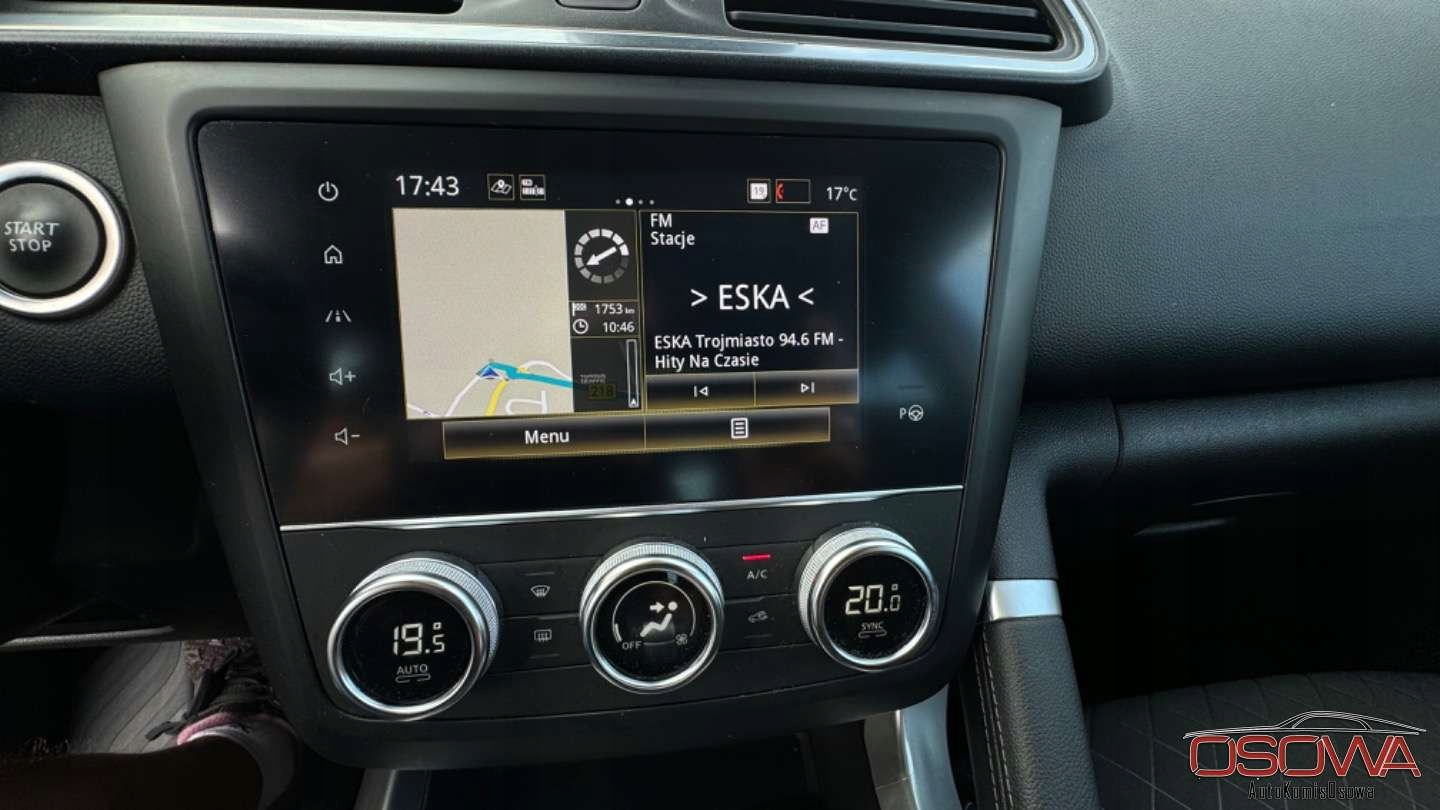 START
STOP
17:43
19
17°C
FM
Stacje
AF
> ESKA <
1753 km
10:46
ESKA Trojmiasto 94.6 FM -
Hity Na Czasie
218
Menu
P
A/C
19.5°
AUTO
OFF
20.0°
SYNC
OSOWA
AutoKomisOsowa